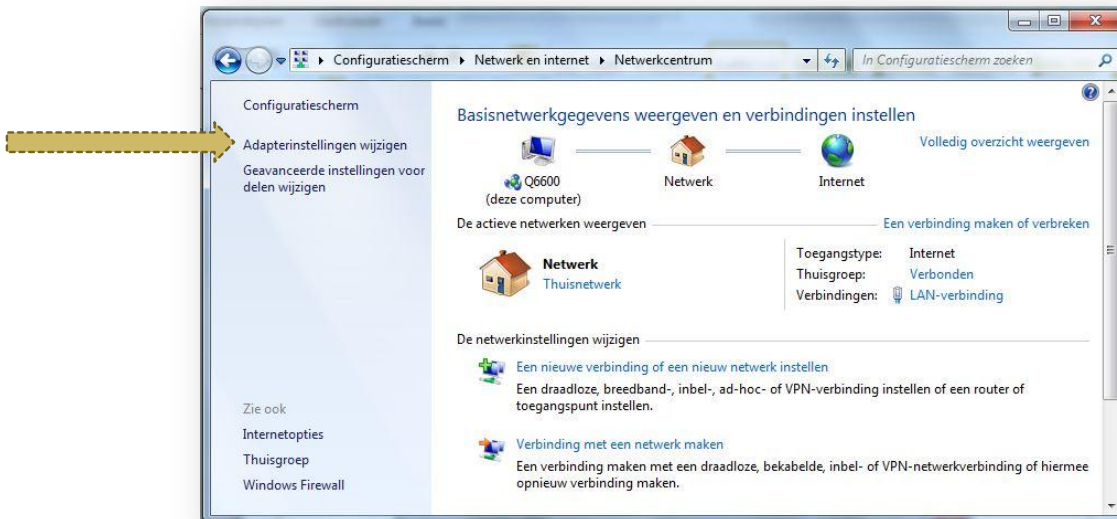 Configuratiescherm ▸ Netwerk en internet ▸ Netwerkcentrum
In Configuratiescherm zoeken
Configuratiescherm
Adapterinstellingen wijzigen
Geavanceerde instellingen voor
delen wijzigen
Zie ook
Internetopties
Thuisgroep
Windows Firewall
Basisnetwerkgegevens weergeven en verbindingen instellen
Volledig overzicht weergeven
Q6600
(deze computer)
Netwerk
Internet
De actieve netwerken weergeven
Een verbinding maken of verbreken
Netwerk
Thuisnetwerk
Toegangstype: Internet
Thuisgroep: Verbonden
Verbindingen: LAN-verbinding
De netwerkinstellingen wijzigen
Een nieuwe verbinding of een nieuw netwerk instellen
Een draadloze, breedband-, inbel-, ad-hoc- of VPN-verbinding instellen of een router of
toegangspunt instellen.
Verbinding met een netwerk maken
Een verbinding maken met een draadloze, bekabelde, inbel- of VPN-netwerkverbinding of hiermee
opnieuw verbinding maken.